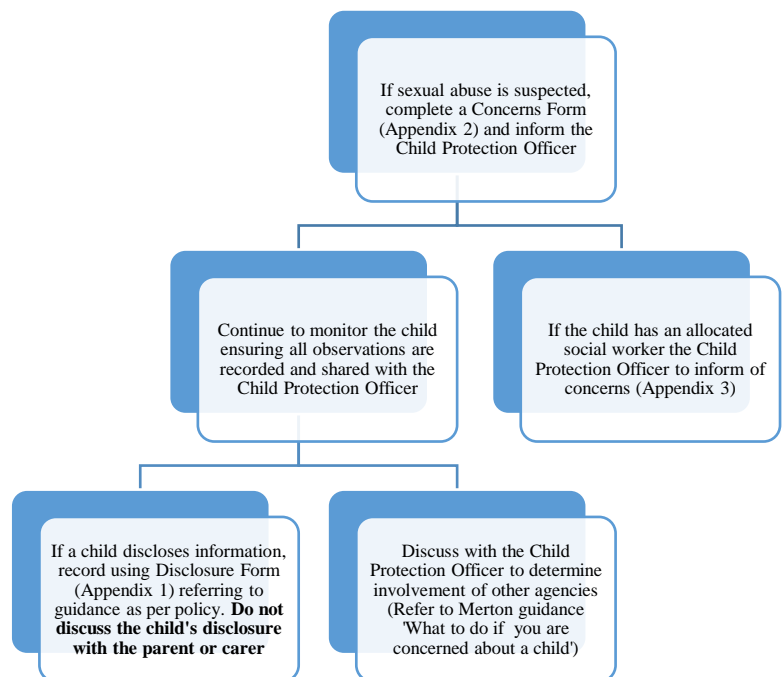 If sexual abuse is suspected,
complete a Concerns Form
(Appendix 2) and inform the
Child Protection Officer
Continue to monitor the child
ensuring all observations are
recorded and shared with the
Child Protection Officer
If the child has an allocated
social worker the Child
Protection Officer to inform of
concerns (Appendix 3)
If a child discloses information,
record using Disclosure Form
(Appendix 1) referring to
guidance as per policy. Do not
discuss the child's disclosure
with the parent or carer
Discuss with the Child
Protection Officer to determine
involvement of other agencies
(Refer to Merton guidance
'What to do if you are
concerned about a child')